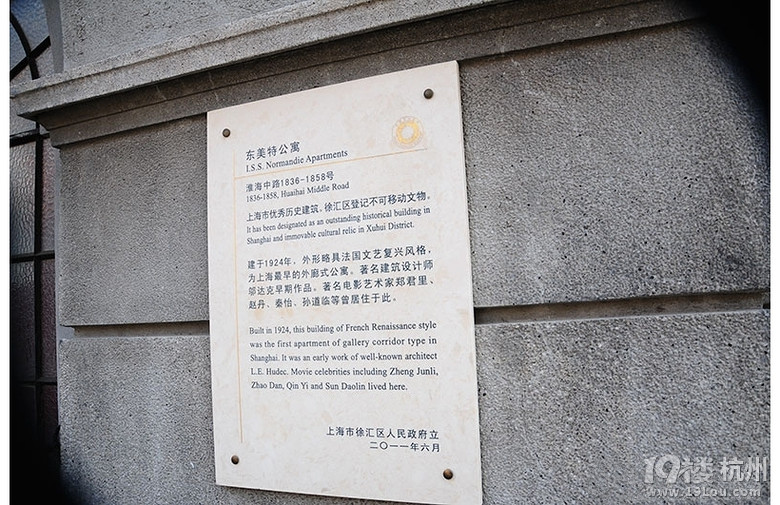 东美特公寓
I.S.S. Normandie Apartments
淮海中路1836-1858号
1836-1858, Huaihai Middle Road
上海市优秀历史建筑。徐汇区登记不可移动文物。
It has been designated as an outstanding historical building in
Shanghai and immovable cultural relic in Xuhui District.
建于1924年，外形略具法国文艺复兴风格，
为上海最早的外廊式公寓。著名建筑设计师
邬达克早期作品。著名电影艺术家郑君里、
赵丹、秦怡、孙道临等曾居住于此。
Built in 1924, this building of French Renaissance style
was the first apartment of gallery corridor type in
Shanghai. It was an early work of well-known architect
L.E. Hudec. Movie celebrities including Zheng Junli,
Zhao Dan, Qin Yi and Sun Daolin lived here.
上海市徐汇区人民政府立
二〇一一年六月
19楼 杭州
www.19Lou.com